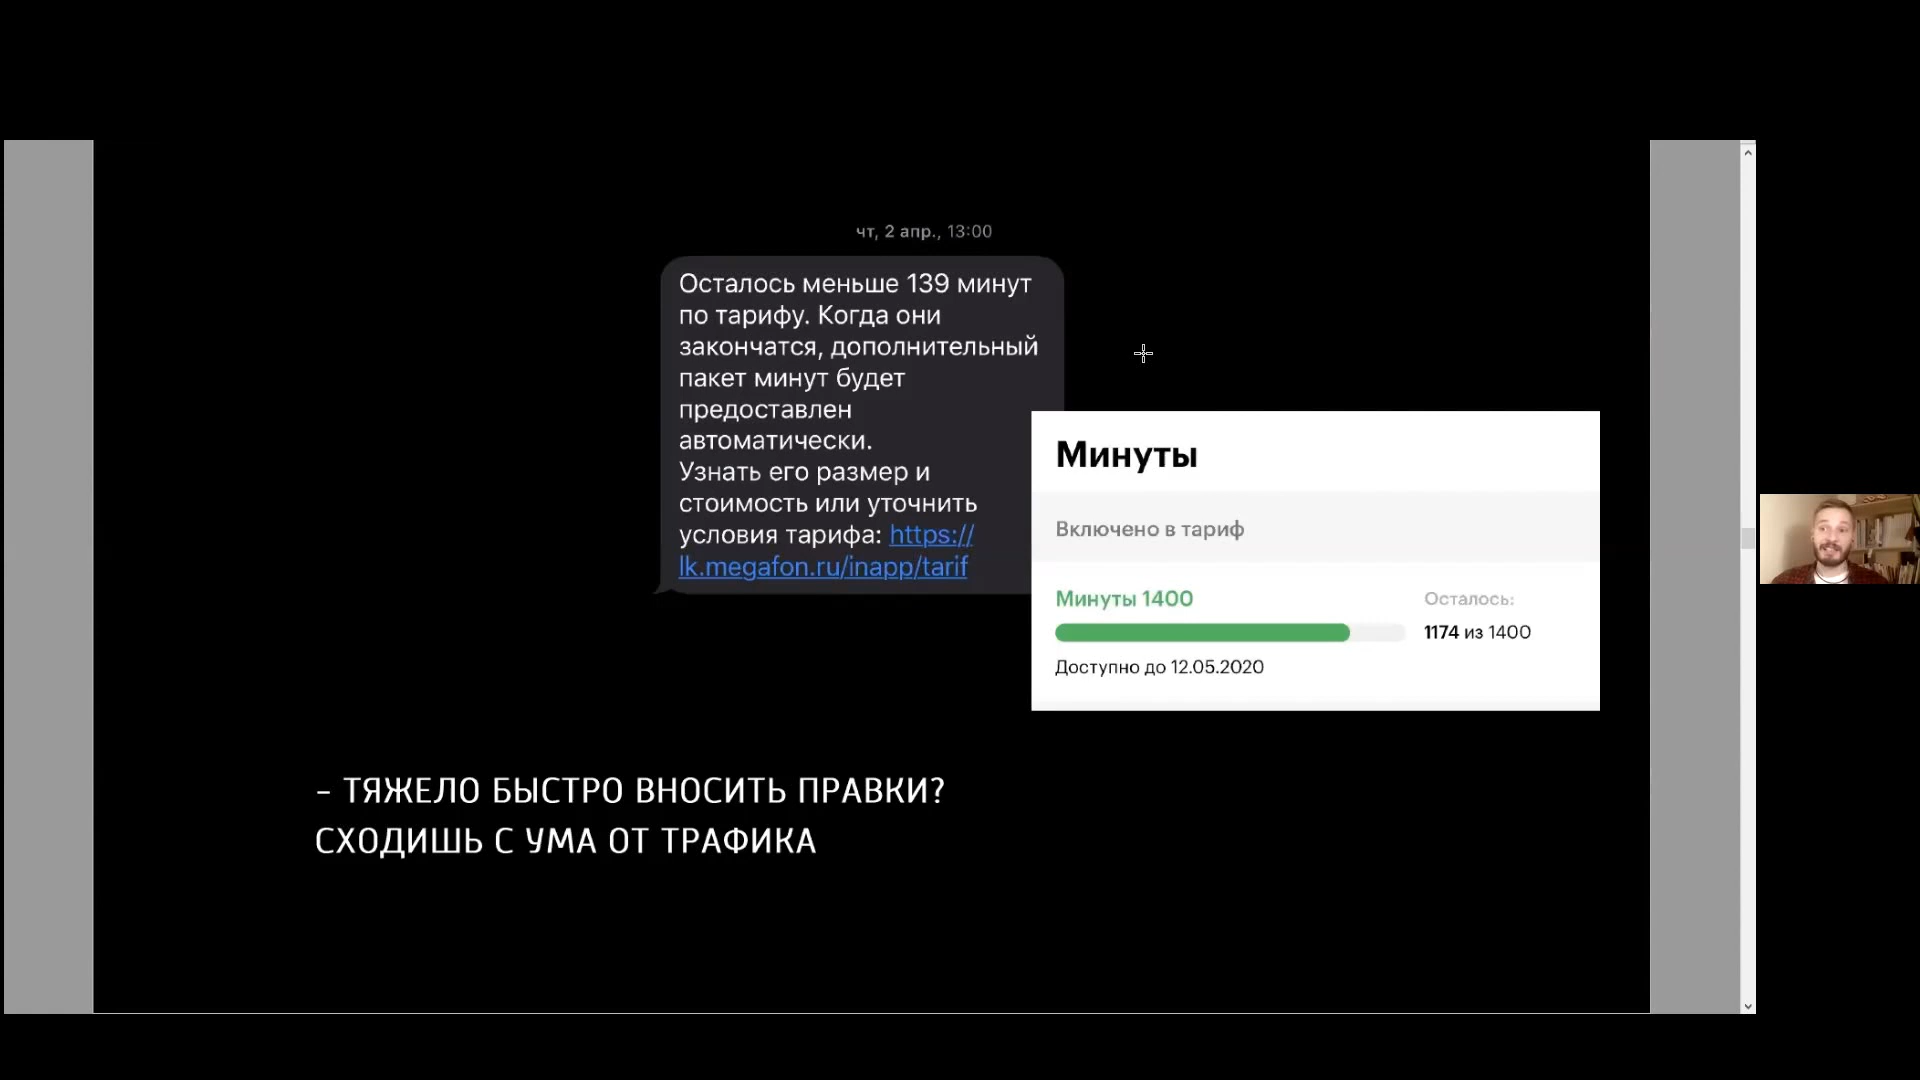 чт, 2 апр., 13:00
Осталось меньше 139 минут
по тарифу. Когда они
закончатся, дополнительный
пакет минут будет
предоставлен
автоматически.
Узнать его размер и
стоимость или уточнить
условия тарифа: https://
lk.megafon.ru/inapp/tarif
Минуты
Включено в тариф
Минуты 1400
Осталось:
1174 из 1400
Доступно до 12.05.2020
- ТЯЖЕЛО БЫСТРО ВНОСИТЬ ПРАВКИ?
СХОДИШЬ С УМА ОТ ТРАФИКА